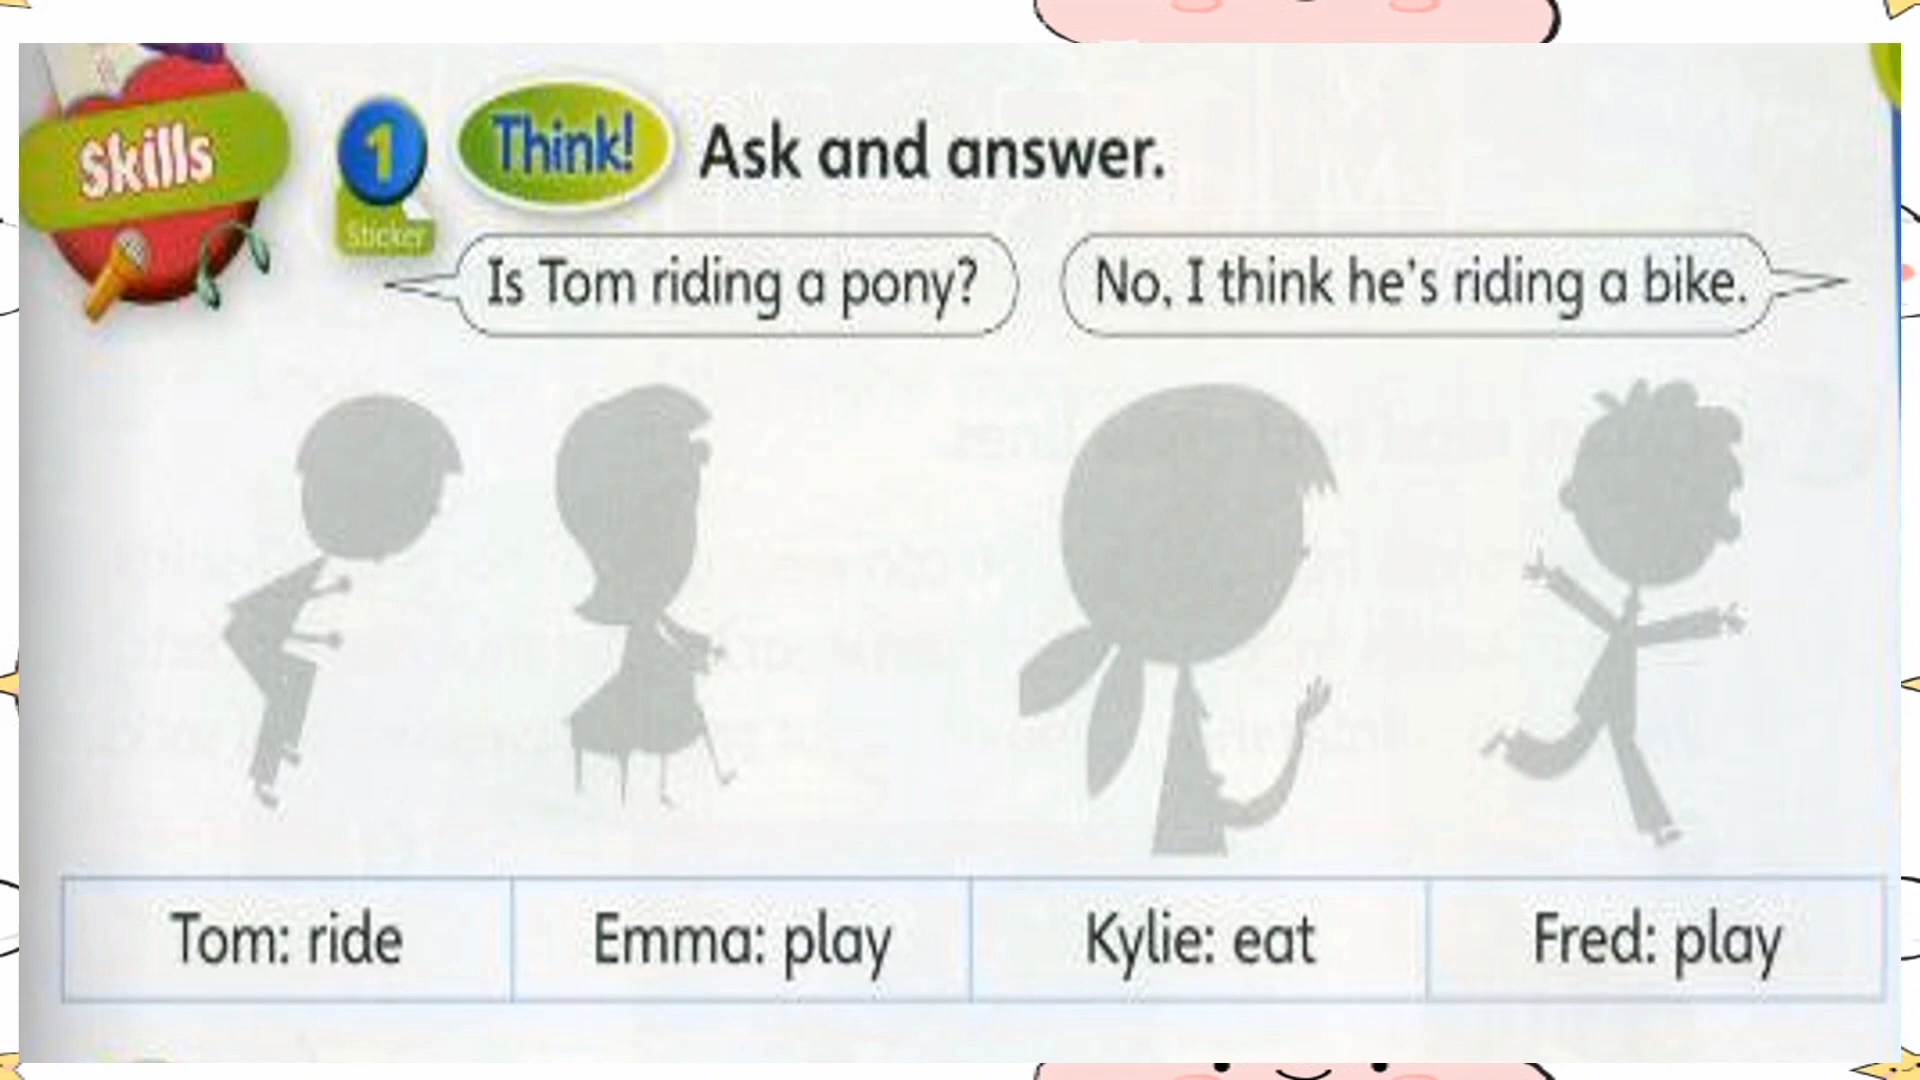 Skills
1
Think!
Ask and answer.
Sticker
Is Tom riding a pony?
No, I think he's riding a bike.
Tom: ride
Emma: play
Kylie: eat
Fred: play